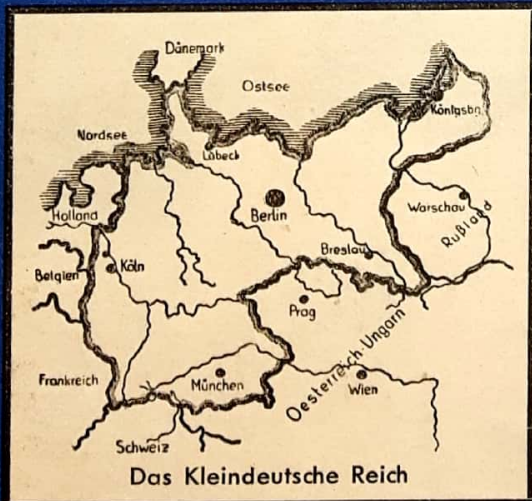 Dänemark
Ostsee
Nordsee
Königsbg.
Lübeck
Holland
Berlin
Warschau
Rußland
Belgien
Köln
Breslau
Prag
Oesterreich-Ungarn
Frankreich
München
Wien
Schweiz
Das Kleindeutsche Reich